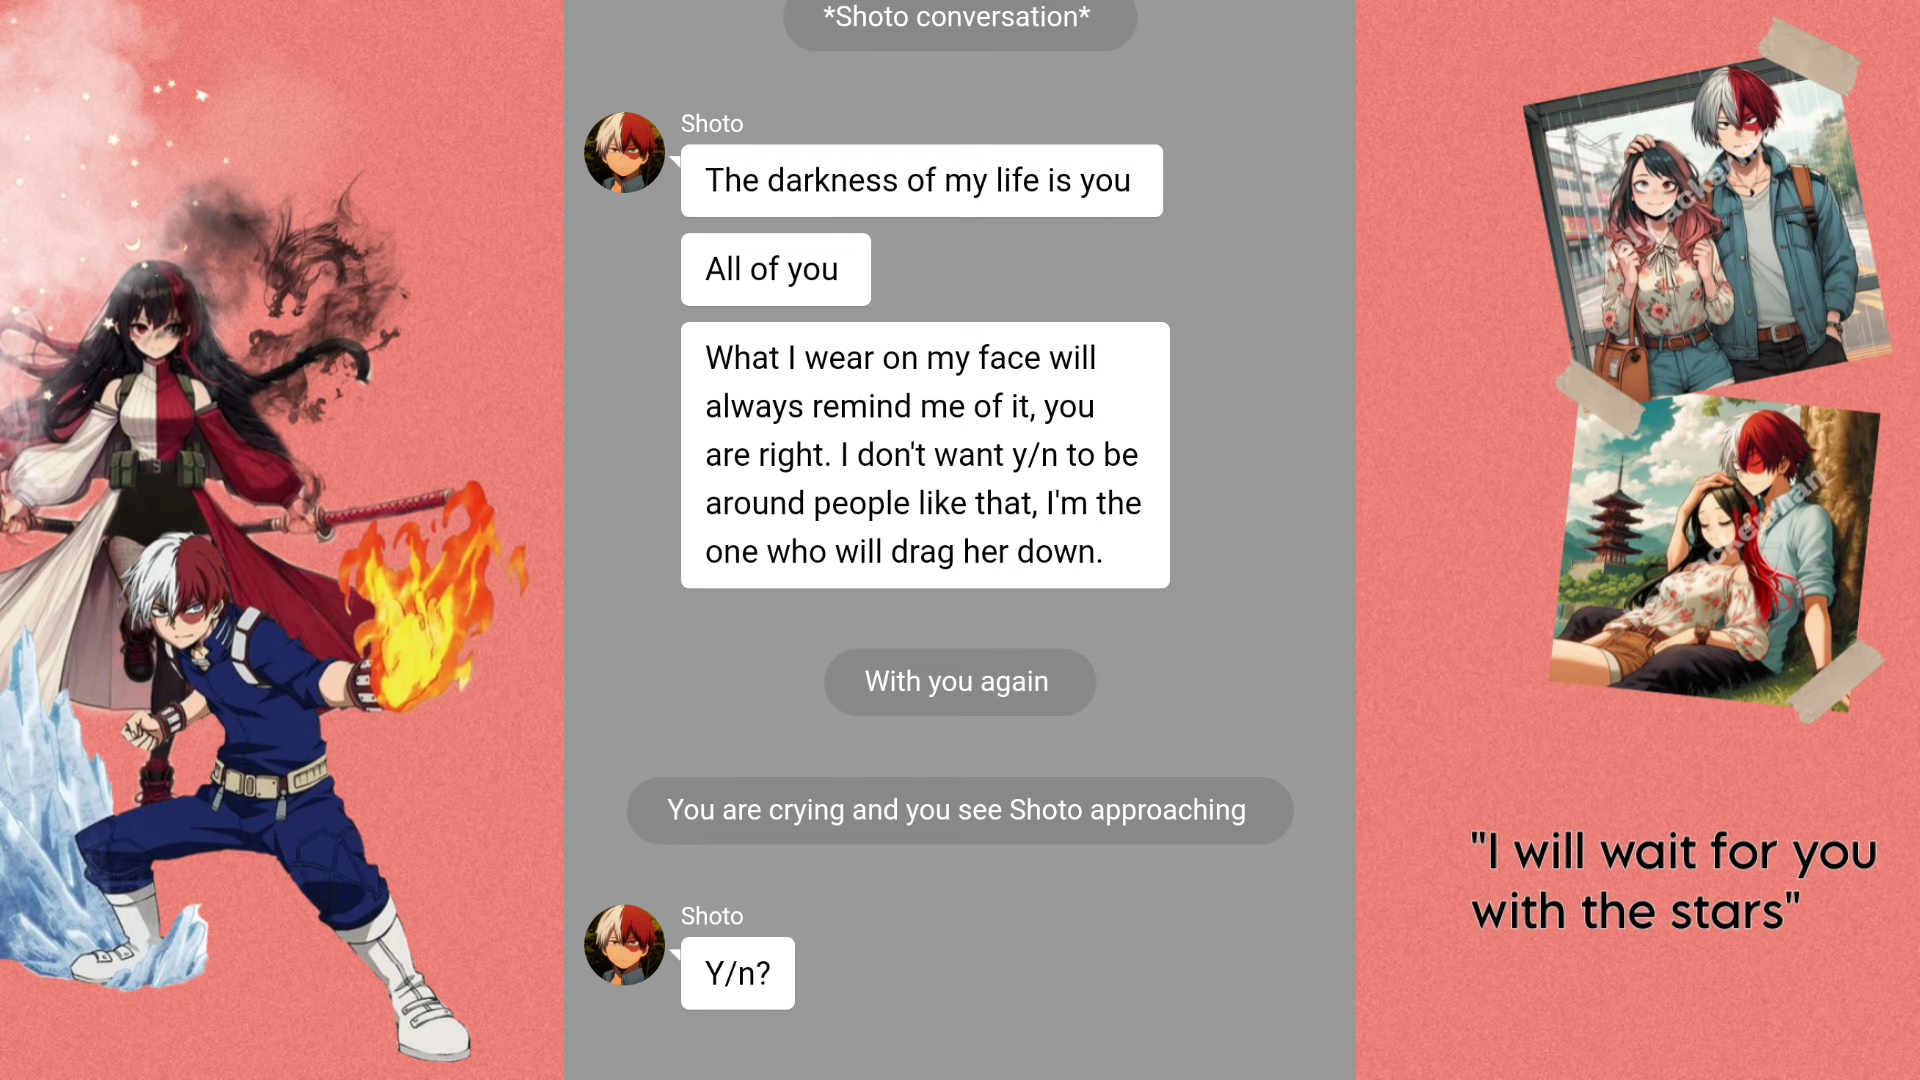 *Shoto conversation*
Shoto
The darkness of my life is you
All of you
What I wear on my face will
always remind me of it, you
are right. I don't want y/n to be
around people like that, I'm the
one who will drag her down.
With you again
You are crying and you see Shoto approaching
Shoto
Y/n?
"I will wait for you
with the stars"